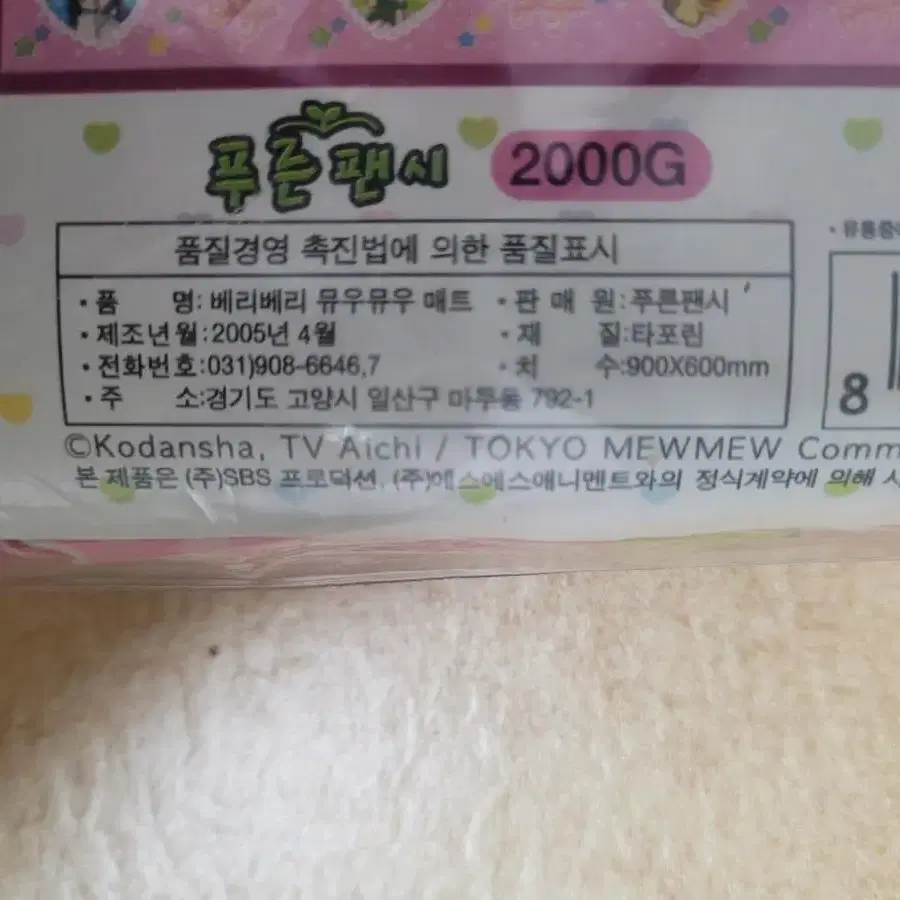 푸른팬시 2000G
품질경영 촉진법에 의한 품질표시
·품 명: 베리베리 뮤우뮤우 매트 ·판 매 원:푸른팬시
·제조년월:2005년 4월 ·재 질:타포린
·전화번호:031)908-6646,7 ·치 수:900X600mm
·주 소:경기도 고양시 일산구 마두동 792-1
·유통중
8
©Kodansha, TV Aichi / TOKYO MEWMEW Comm
본 제품은 (주)SBS 프로덕션, (주)에스에스애니멘트와의 정식계약에 의해